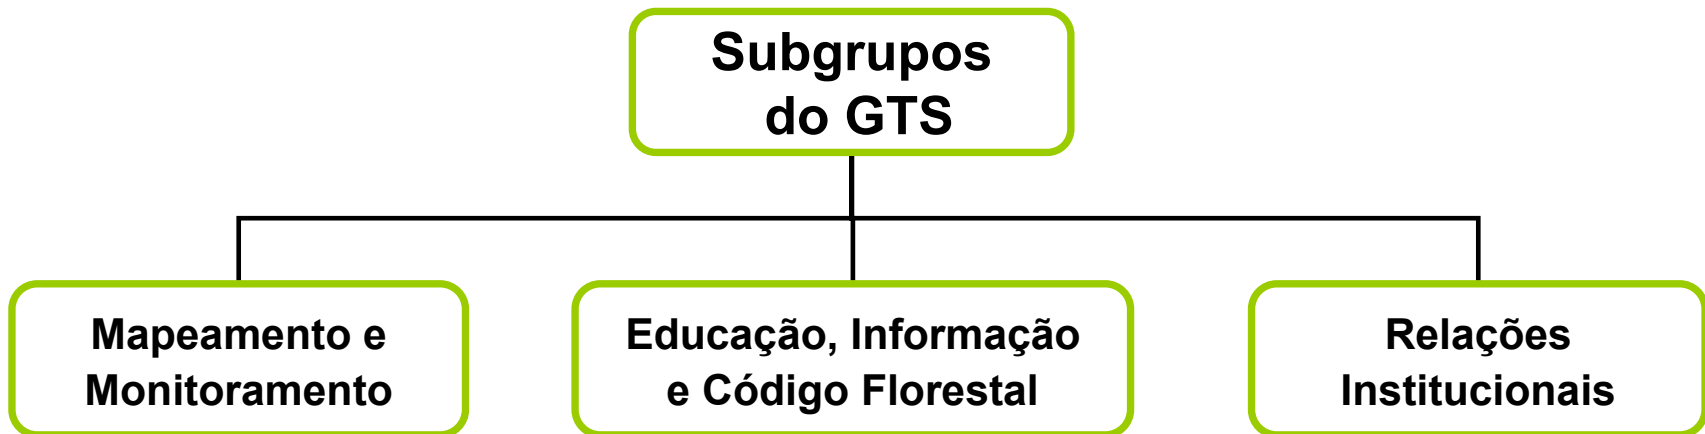 Subgrupos
do GTS
Mapeamento e
Monitoramento
Educação, Informação
e Código Florestal
Relações
Institucionais